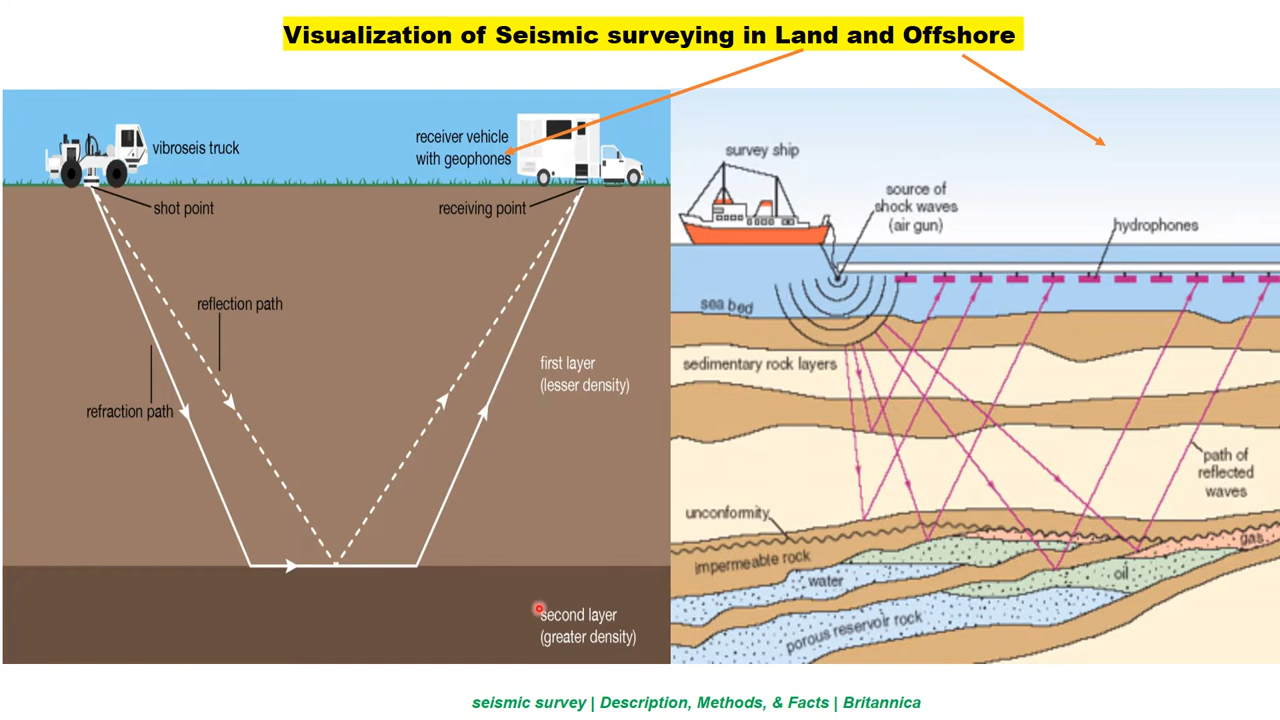 Visualization of Seismic surveying in Land and Offshore
vibroseis truck
receiver vehicle
with geophones
shot point
receiving point
reflection path
refraction path
first layer
(lesser density)
second layer
(greater density)
survey ship
source of
shock waves
(air gun)
hydrophones
sea bed
sedimentary rock layers
path of
reflected
waves
unconformity
impermeable rock
gas
oil
water
porous reservoir rock
seismic survey | Description, Methods, & Facts | Britannica